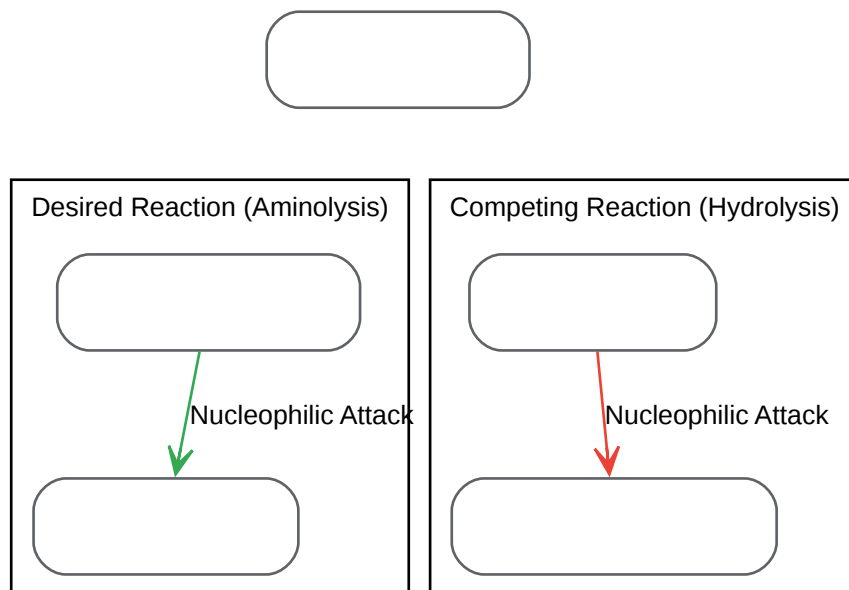 Desired Reaction (Aminolysis)
Competing Reaction (Hydrolysis)
Nucleophilic Attack
Nucleophilic Attack